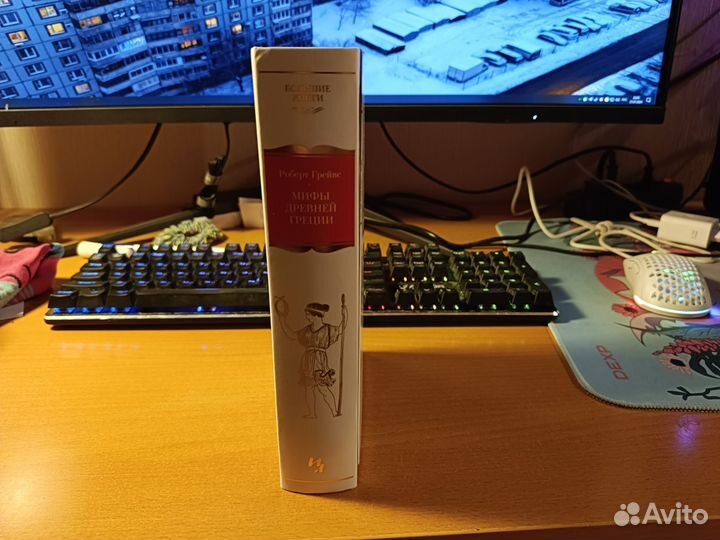 БОЛЬШИЕ
КНИГИ
Роберт Грейвс
МИФЫ
ДРЕВНЕЙ
ГРЕЦИИ
DEXP
Avito